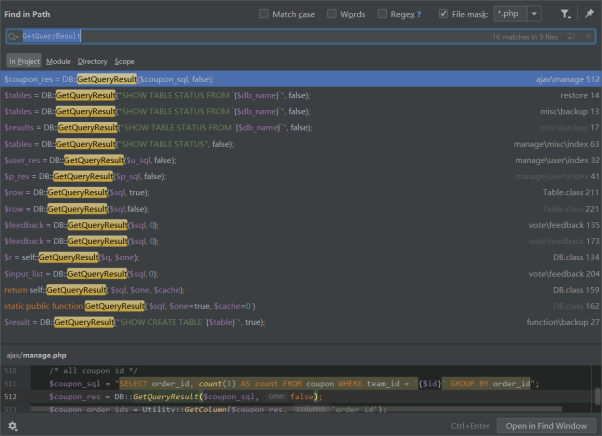 Find in Path
Match case
Words
Regex ?
File mask:
*.php
GetQueryResult
16 matches in 9 files
In Project
Module
Directory
Scope
$coupon_res = DB::GetQueryResult($coupon_sql, false); ajax\manage 512
$tables = DB::GetQueryResult("SHOW TABLE STATUS FROM `{$db_name}`", false); restore 14
$tables = DB::GetQueryResult("SHOW TABLE STATUS FROM `{$db_name}`", false); misc\backup 13
$results = DB::GetQueryResult("SHOW TABLE STATUS FROM `{$db_name}`", false); misc\backup 17
$tables = DB::GetQueryResult("SHOW TABLE STATUS", false); manage\misc\index 63
$user_res = DB::GetQueryResult($u_sql, false); manage\user\index 32
$p_res = DB::GetQueryResult($p_sql, false); manage\user\index 41
$row = DB::GetQueryResult($sql, true); Table.class 211
$row = DB::GetQueryResult($sql,false); Table.class 221
$feedback = DB::GetQueryResult($sql, 0); vote\feedback 135
$feedback = DB::GetQueryResult($sql, 0); vote\feedback 173
$r = self::GetQueryResult($q, $one); DB.class 134
$input_list = DB::GetQueryResult($sql, 0); vote\feedback 204
return self::GetQueryResult( $sql, $one, $cache); DB.class 159
static public function GetQueryResult( $sql, $one=true, $cache=0 ) DB.class 162
$result = DB::GetQueryResult("SHOW CREATE TABLE `{$table}`", true); function\backup 27
ajax/manage.php
510 /* all coupon id */
511 $coupon_sql = "SELECT order_id, count(1) AS count FROM coupon WHERE team_id = '{$id}' GROUP BY order_id";
512 $coupon_res = DB::GetQueryResult($coupon_sql, one: false);
513 $coupon_order_ids = Utility::GetColumn($coupon_res, column: 'order_id');
Ctrl+Enter
Open in Find Window